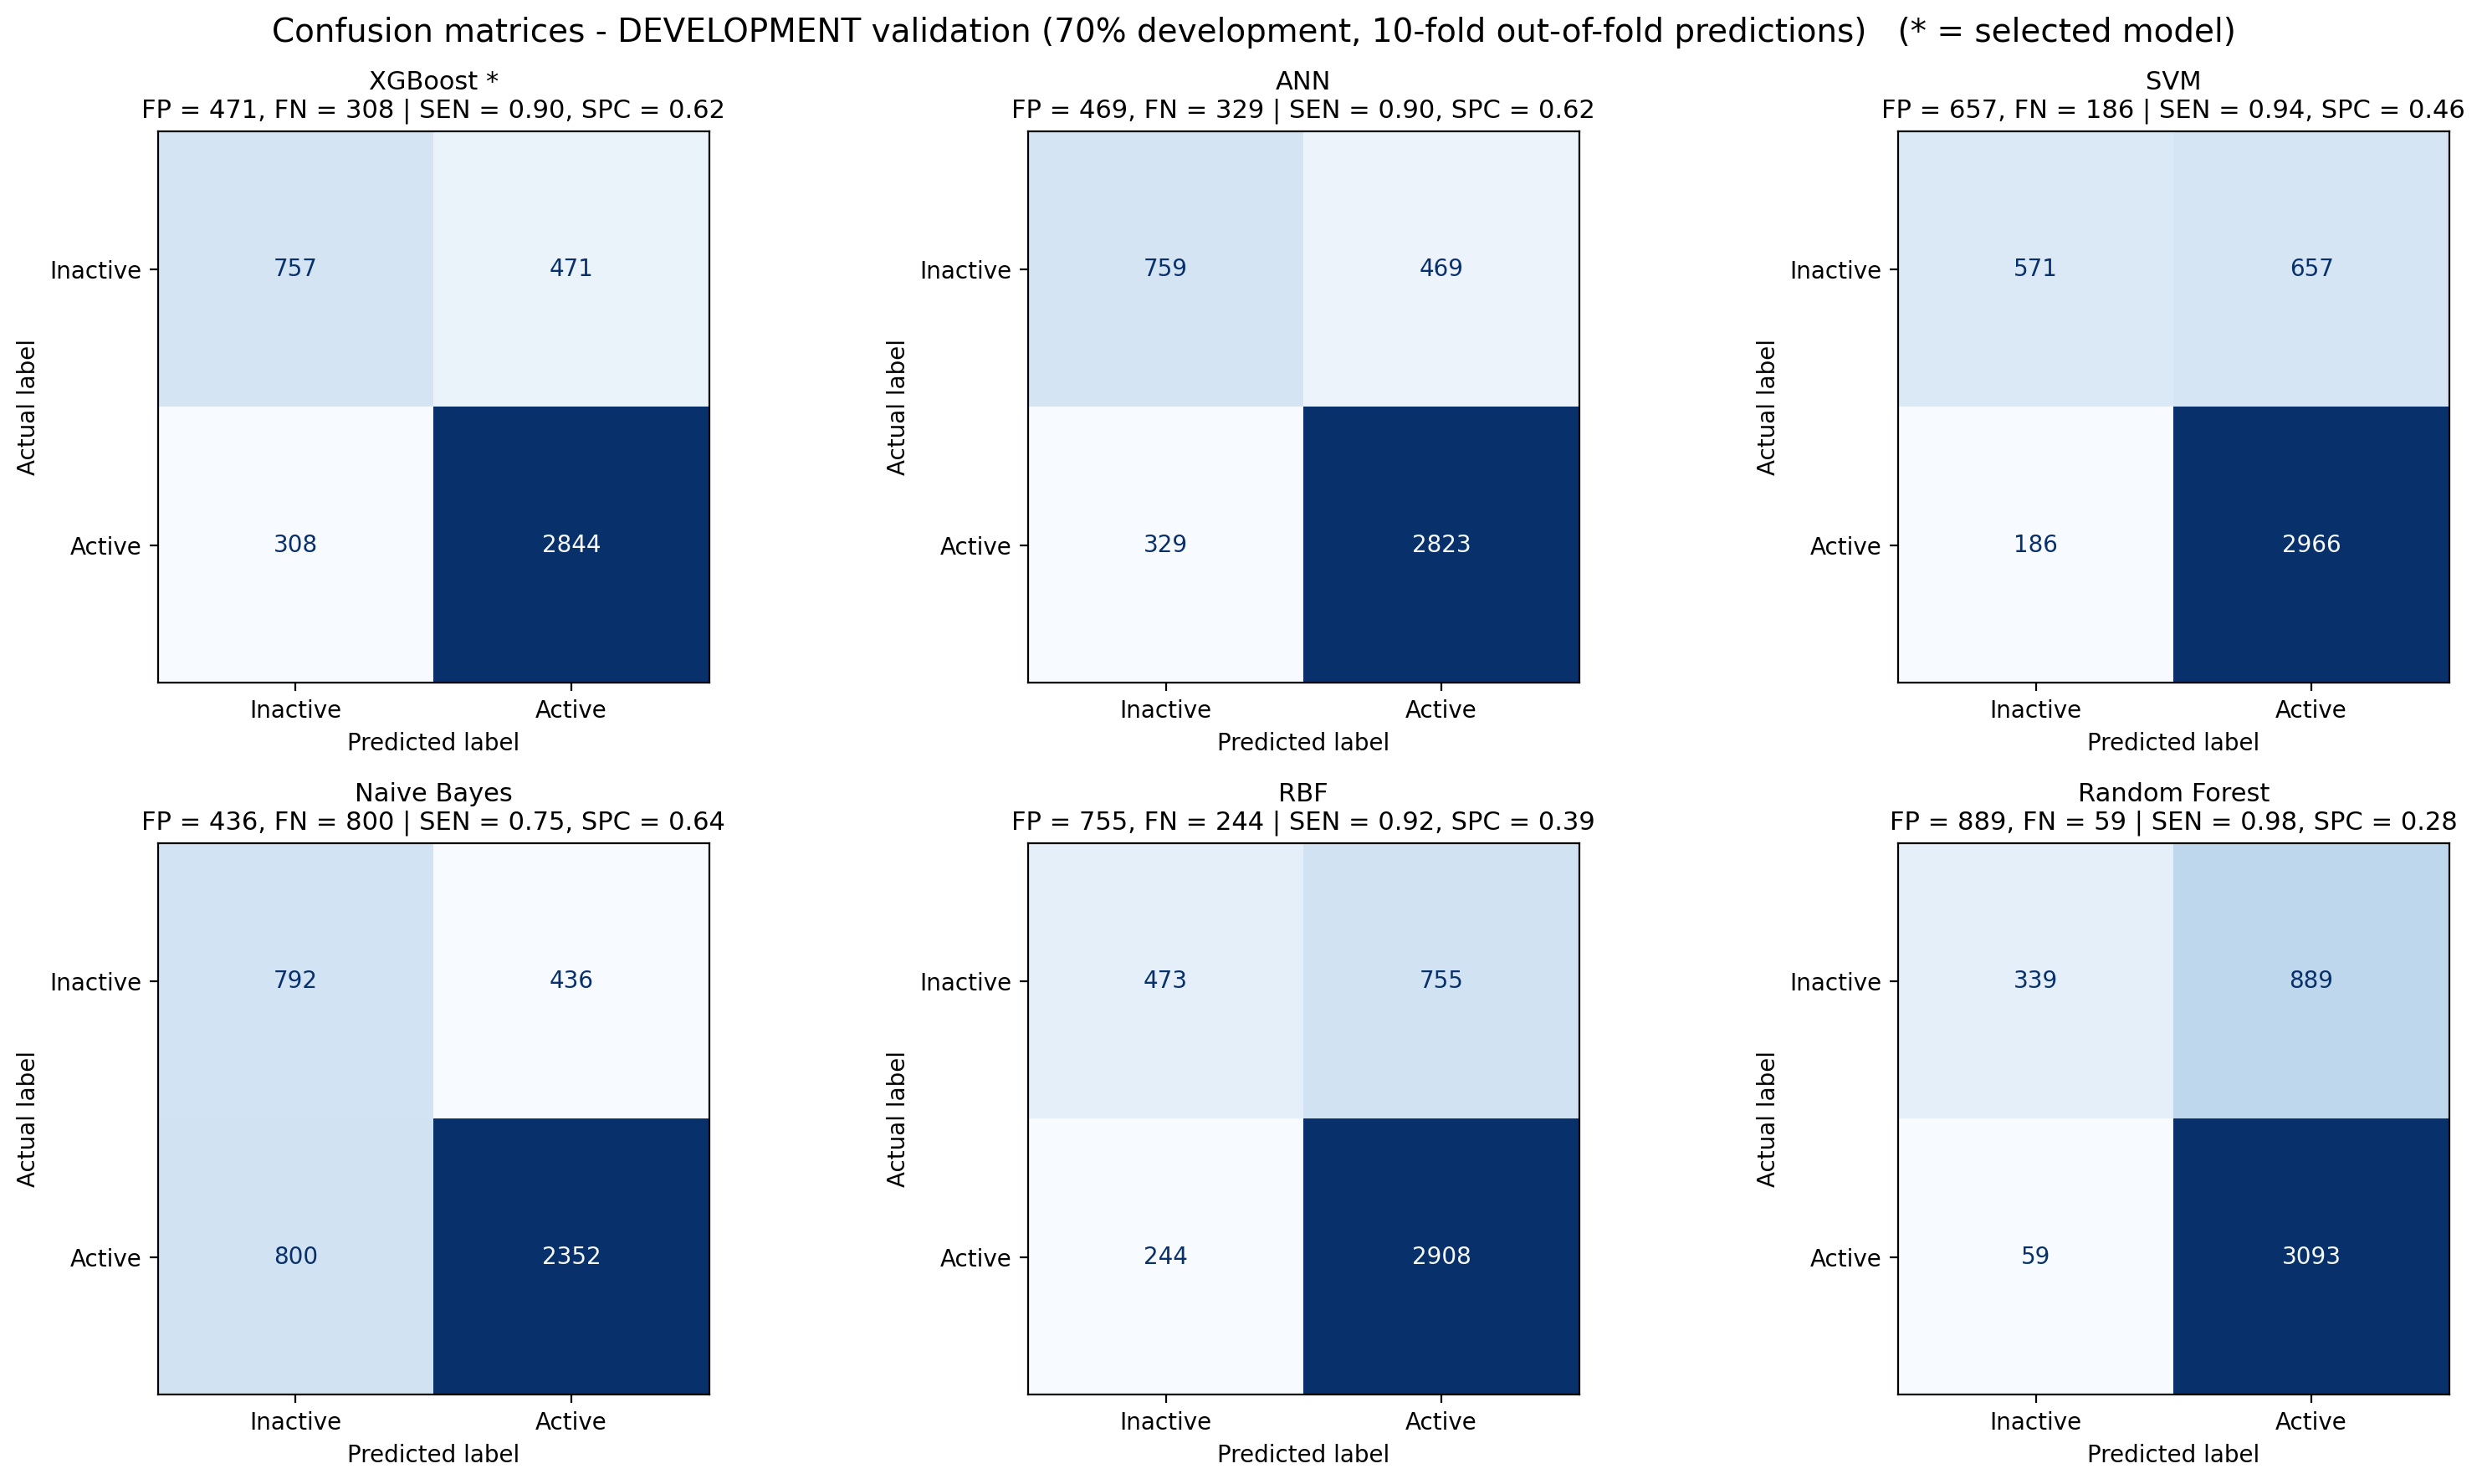 Confusion matrices - DEVELOPMENT validation (70% development, 10-fold out-of-fold predictions)   (* = selected model)
XGBoost *
FP = 471, FN = 308 | SEN = 0.90, SPC = 0.62
Actual label
Inactive
757
471
Active
308
2844
Inactive
Active
Predicted label
ANN
FP = 469, FN = 329 | SEN = 0.90, SPC = 0.62
Actual label
Inactive
759
469
Active
329
2823
Inactive
Active
Predicted label
SVM
FP = 657, FN = 186 | SEN = 0.94, SPC = 0.46
Actual label
Inactive
571
657
Active
186
2966
Inactive
Active
Predicted label
Naive Bayes
FP = 436, FN = 800 | SEN = 0.75, SPC = 0.64
Actual label
Inactive
792
436
Active
800
2352
Inactive
Active
Predicted label
RBF
FP = 755, FN = 244 | SEN = 0.92, SPC = 0.39
Actual label
Inactive
473
755
Active
244
2908
Inactive
Active
Predicted label
Random Forest
FP = 889, FN = 59 | SEN = 0.98, SPC = 0.28
Actual label
Inactive
339
889
Active
59
3093
Inactive
Active
Predicted label